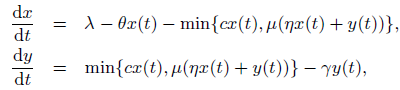 dx/dt = λ − θx(t) − min{cx(t), μ(ηx(t) + y(t))},
dy/dt = min{cx(t), μ(ηx(t) + y(t))} − γy(t),